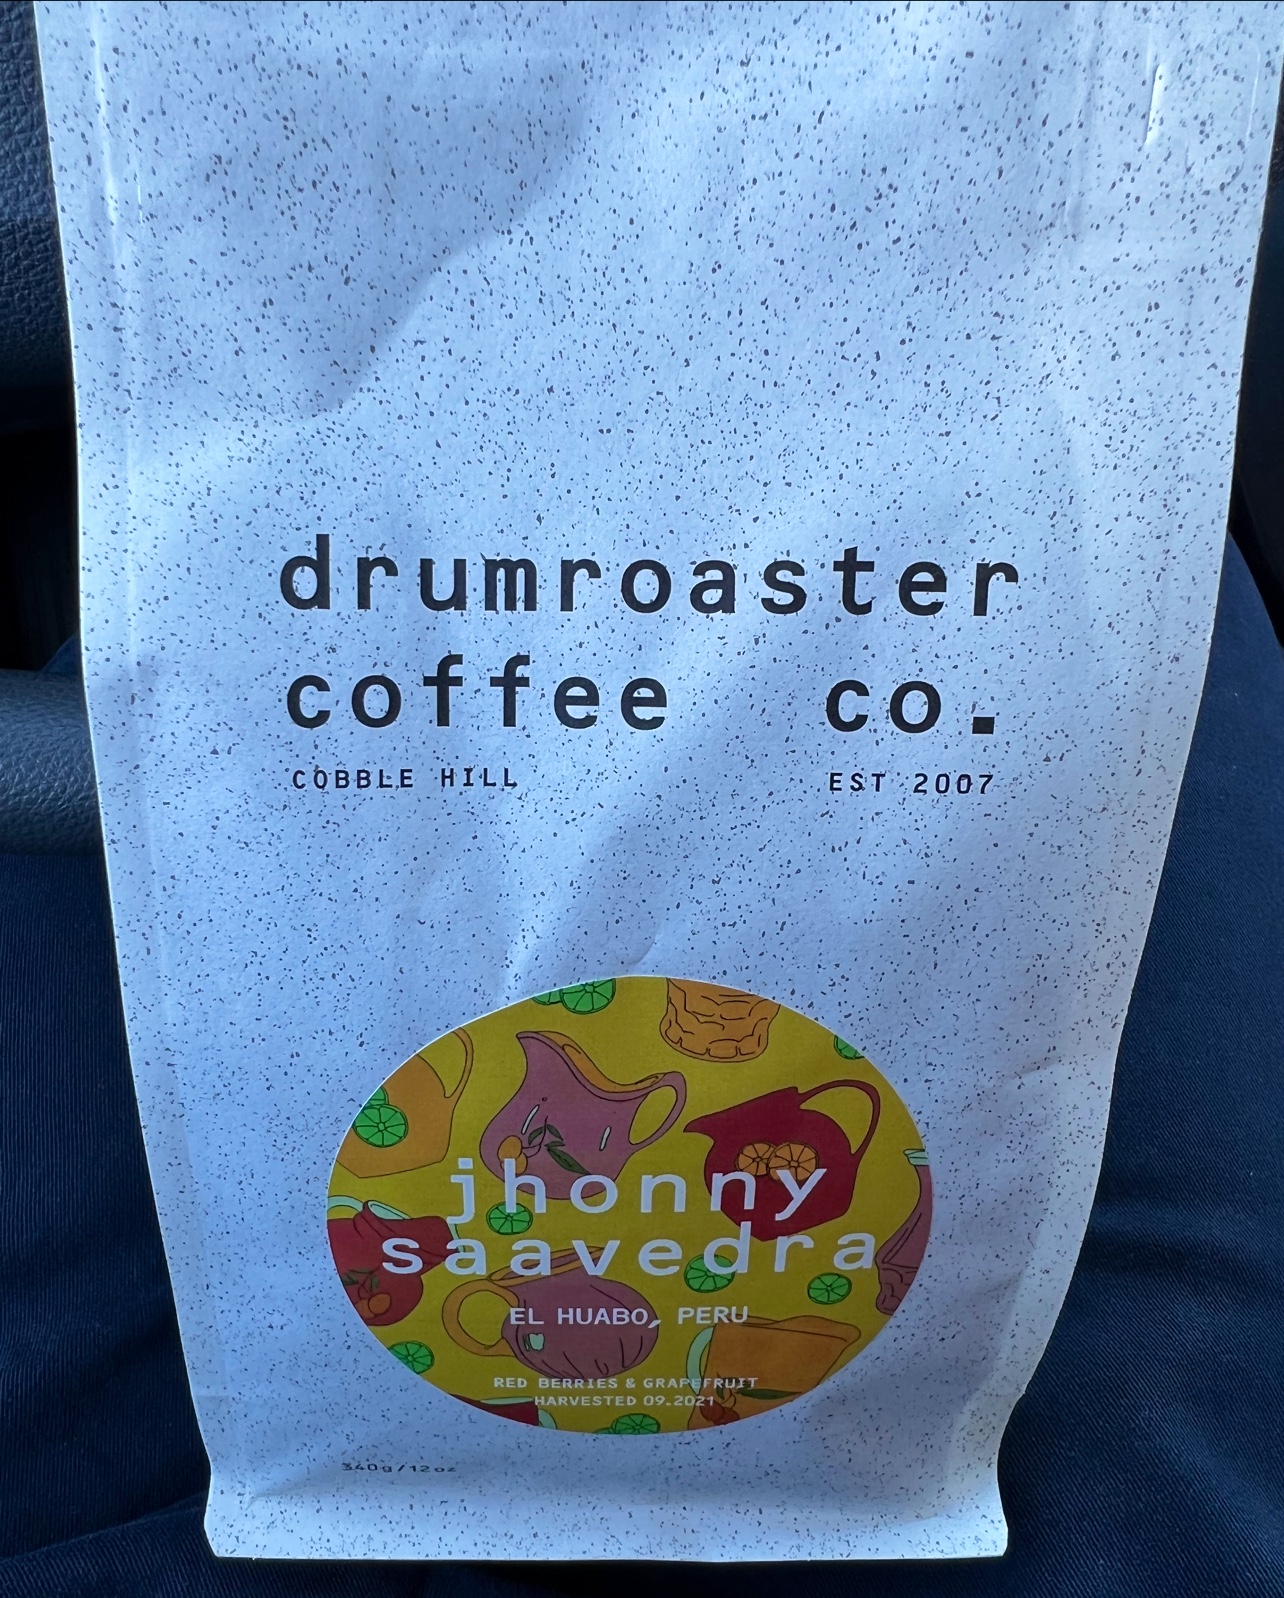 drumroaster
coffee co.
COBBLE HILL EST 2007
jhonny
saavedra
EL HUABO, PERU
RED BERRIES & GRAPEFRUIT
HARVESTED 09.2021
340g/12oz